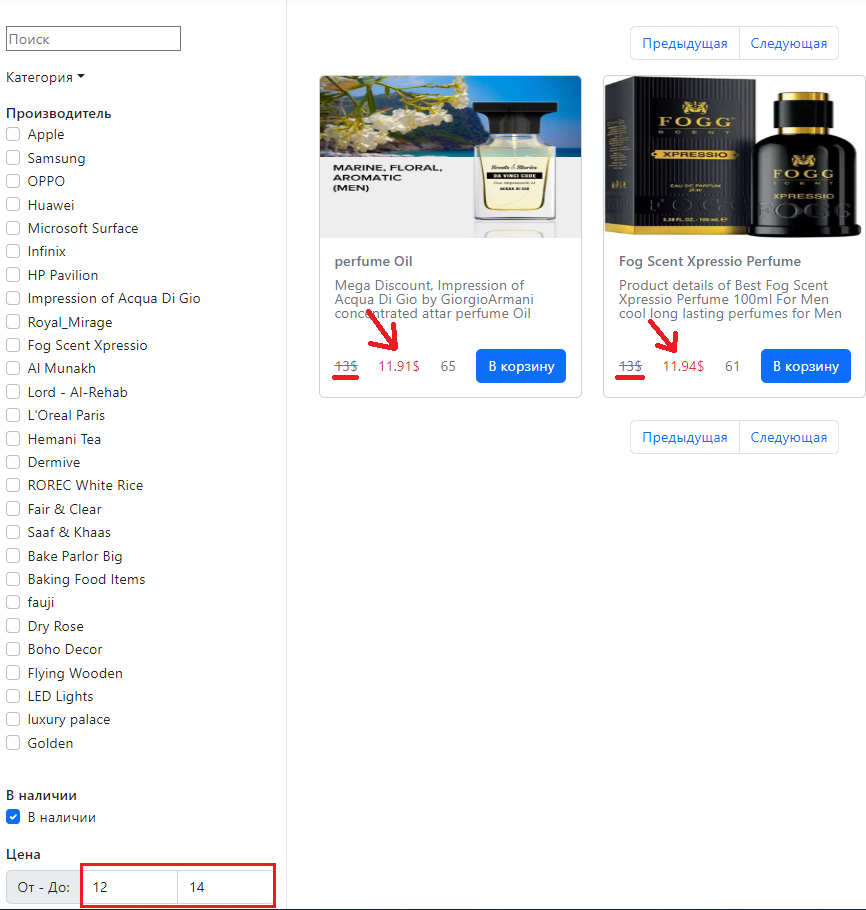 Поиск
Категория
Производитель
Apple
Samsung
OPPO
Huawei
Microsoft Surface
Infinix
HP Pavilion
Impression of Acqua Di Gio
Royal_Mirage
Fog Scent Xpressio
Al Munakh
Lord - Al-Rehab
L'Oreal Paris
Hemani Tea
Dermive
ROREC White Rice
Fair & Clear
Saaf & Khaas
Bake Parlor Big
Baking Food Items
fauji
Dry Rose
Boho Decor
Flying Wooden
LED Lights
luxury palace
Golden
В наличии
В наличии
Цена
От - До: 12 14
Предыдущая Следующая
MARINE, FLORAL,
AROMATIC
(MEN)
Scents & Stories
DA VINCI CODE
ACQUA DI GIO
perfume Oil
Mega Discount, Impression of
Acqua Di Gio by GiorgioArmani
concentrated attar perfume Oil
13$ 11.91$ 65 В корзину
FOGG
SCENT
XPRESSIO
EAU DE PARFUM
FOGG
SCENT
XPRESSIO
FOGG
Fog Scent Xpressio Perfume
Product details of Best Fog Scent
Xpressio Perfume 100ml For Men
cool long lasting perfumes for Men
13$ 11.94$ 61 В корзину
Предыдущая Следующая